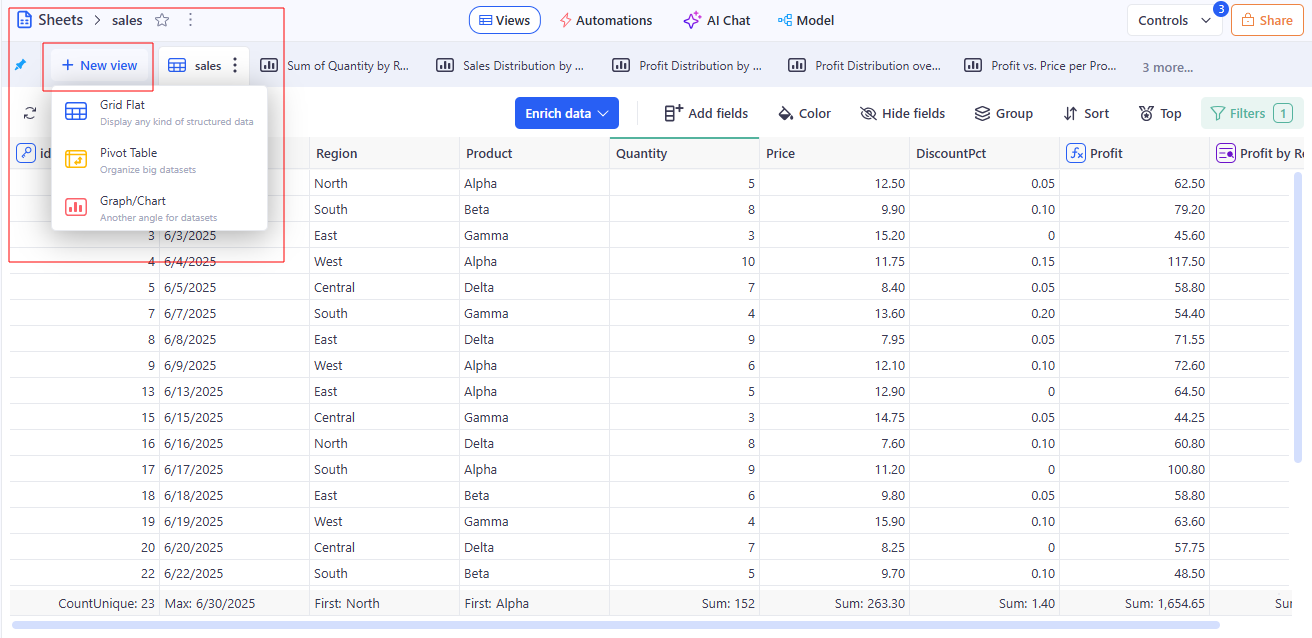 Sheets > sales
Views
Automations
AI Chat
Model
Controls
3
Share
+ New view
sales
Sum of Quantity by R...
Sales Distribution by ...
Profit Distribution by ...
Profit Distribution ove...
Profit vs. Price per Pro...
3 more...
Grid Flat
Display any kind of structured data
Pivot Table
Organize big datasets
Graph/Chart
Another angle for datasets
Enrich data
Add fields
Color
Hide fields
Group
Sort
Top
Filters 1
id Region Product Quantity Price DiscountPct fx Profit Profit by Re
North Alpha 5 12.50 0.05 62.50
South Beta 8 9.90 0.10 79.20
3 6/3/2025 East Gamma 3 15.20 0 45.60
4 6/4/2025 West Alpha 10 11.75 0.15 117.50
5 6/5/2025 Central Delta 7 8.40 0.05 58.80
7 6/7/2025 South Gamma 4 13.60 0.20 54.40
8 6/8/2025 East Delta 9 7.95 0.05 71.55
9 6/9/2025 West Alpha 6 12.10 0.10 72.60
13 6/13/2025 East Alpha 5 12.90 0 64.50
15 6/15/2025 Central Gamma 3 14.75 0.05 44.25
16 6/16/2025 North Delta 8 7.60 0.10 60.80
17 6/17/2025 South Alpha 9 11.20 0 100.80
18 6/18/2025 East Beta 6 9.80 0.05 58.80
19 6/19/2025 West Gamma 4 15.90 0.10 63.60
20 6/20/2025 Central Delta 7 8.25 0 57.75
22 6/22/2025 South Beta 5 9.70 0.10 48.50
CountUnique: 23 Max: 6/30/2025 First: North First: Alpha Sum: 152 Sum: 263.30 Sum: 1.40 Sum: 1,654.65 Su